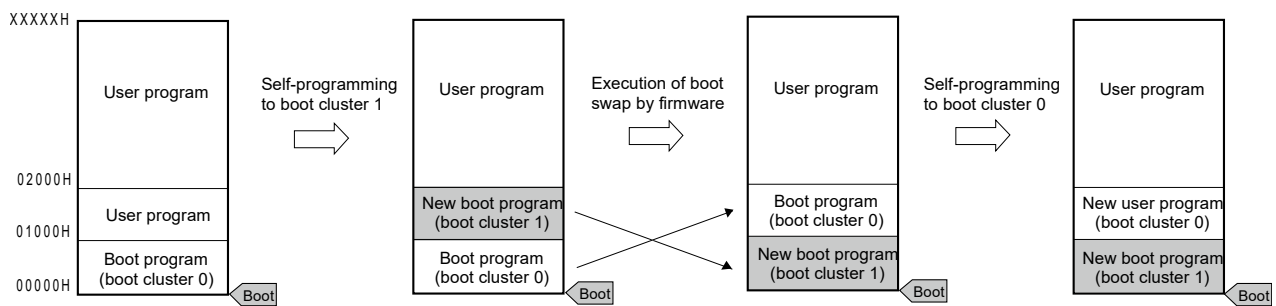 XXXXXH
User program
02000H
User program
01000H
Boot program
(boot cluster 0)
00000H
Boot
Self-programming
to boot cluster 1
User program
New boot program
(boot cluster 1)
Boot program
(boot cluster 0)
Boot
Execution of boot
swap by firmware
User program
Boot program
(boot cluster 0)
New boot program
(boot cluster 1)
Boot
Self-programming
to boot cluster 0
User program
New user program
(boot cluster 0)
New boot program
(boot cluster 1)
Boot